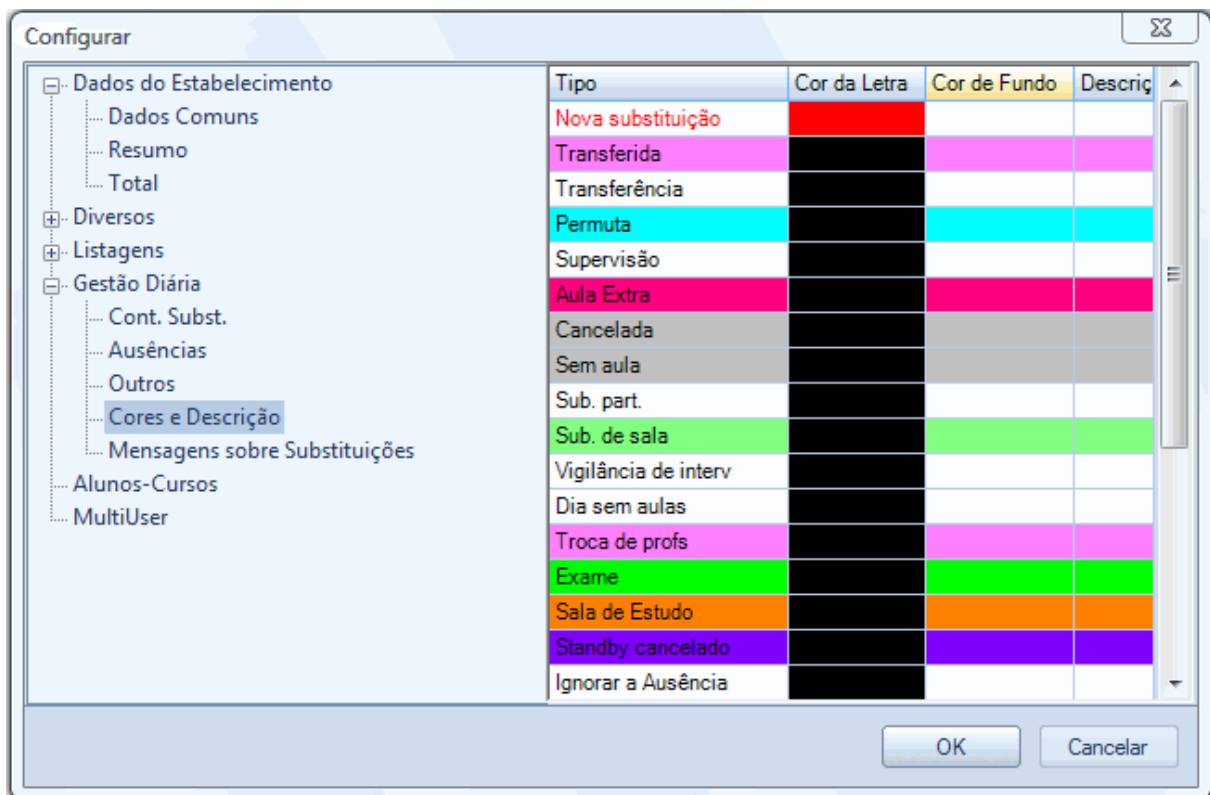 Configurar
Dados do Estabelecimento
Dados Comuns
Resumo
Total
Diversos
Listagens
Gestão Diária
Cont. Subst.
Ausências
Outros
Cores e Descrição
Mensagens sobre Substituições
Alunos-Cursos
MultiUser
Tipo Cor da Letra Cor de Fundo Descriç
Nova substituição
Transferida
Transferência
Permuta
Supervisão
Aula Extra
Cancelada
Sem aula
Sub. part.
Sub. de sala
Vigilância de interv
Dia sem aulas
Troca de profs
Exame
Sala de Estudo
Standby cancelado
Ignorar a Ausência
OK Cancelar